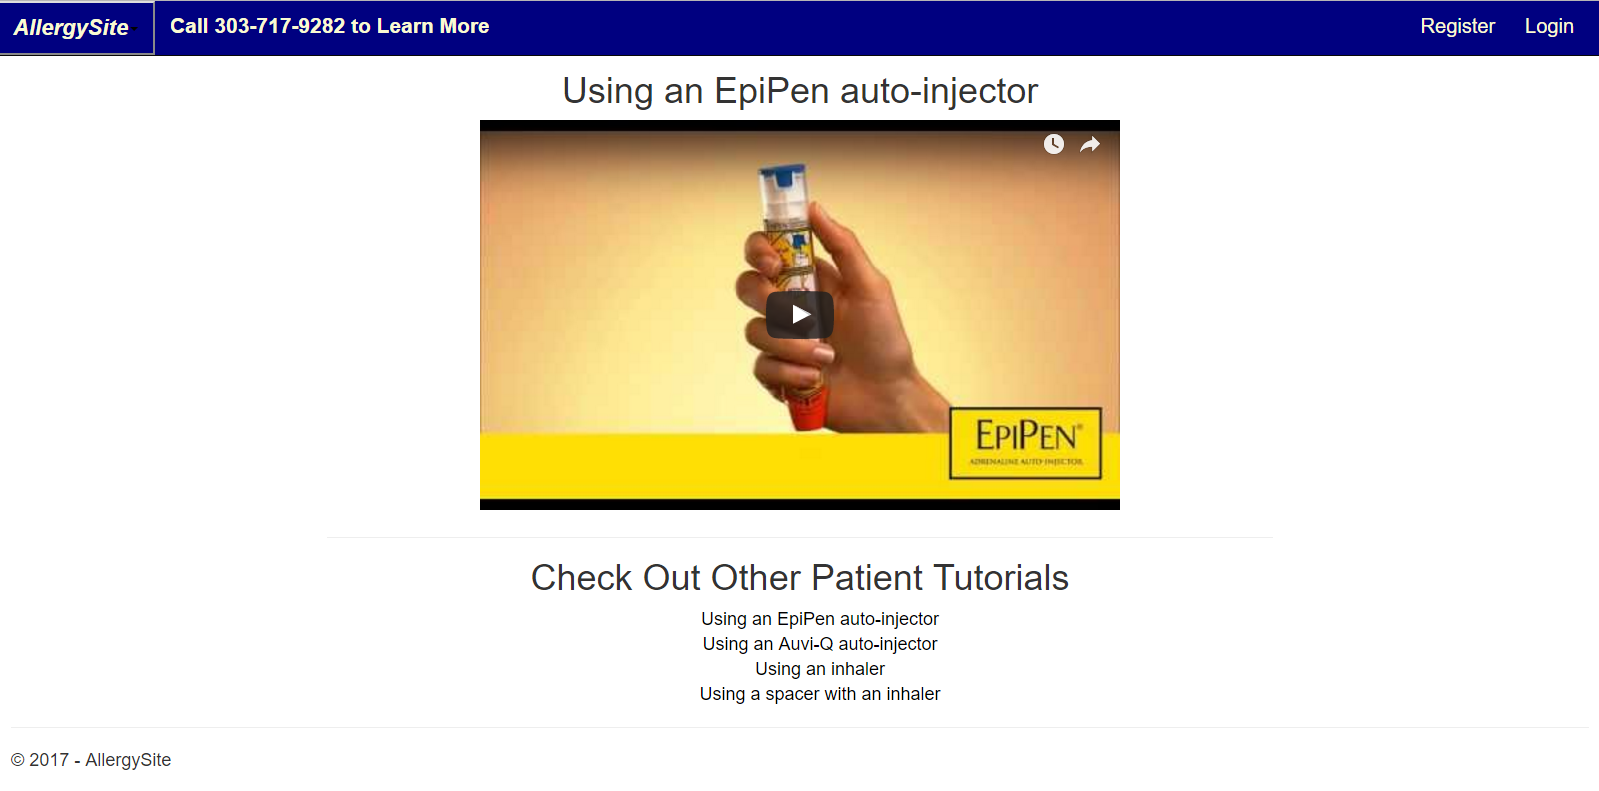 AllergySite
Call 303-717-9282 to Learn More
Register
Login
Using an EpiPen auto-injector
EPIPEN®
ADRENALINE AUTO-INJECTOR
Check Out Other Patient Tutorials
Using an EpiPen auto-injector
Using an Auvi-Q auto-injector
Using an inhaler
Using a spacer with an inhaler
© 2017 - AllergySite